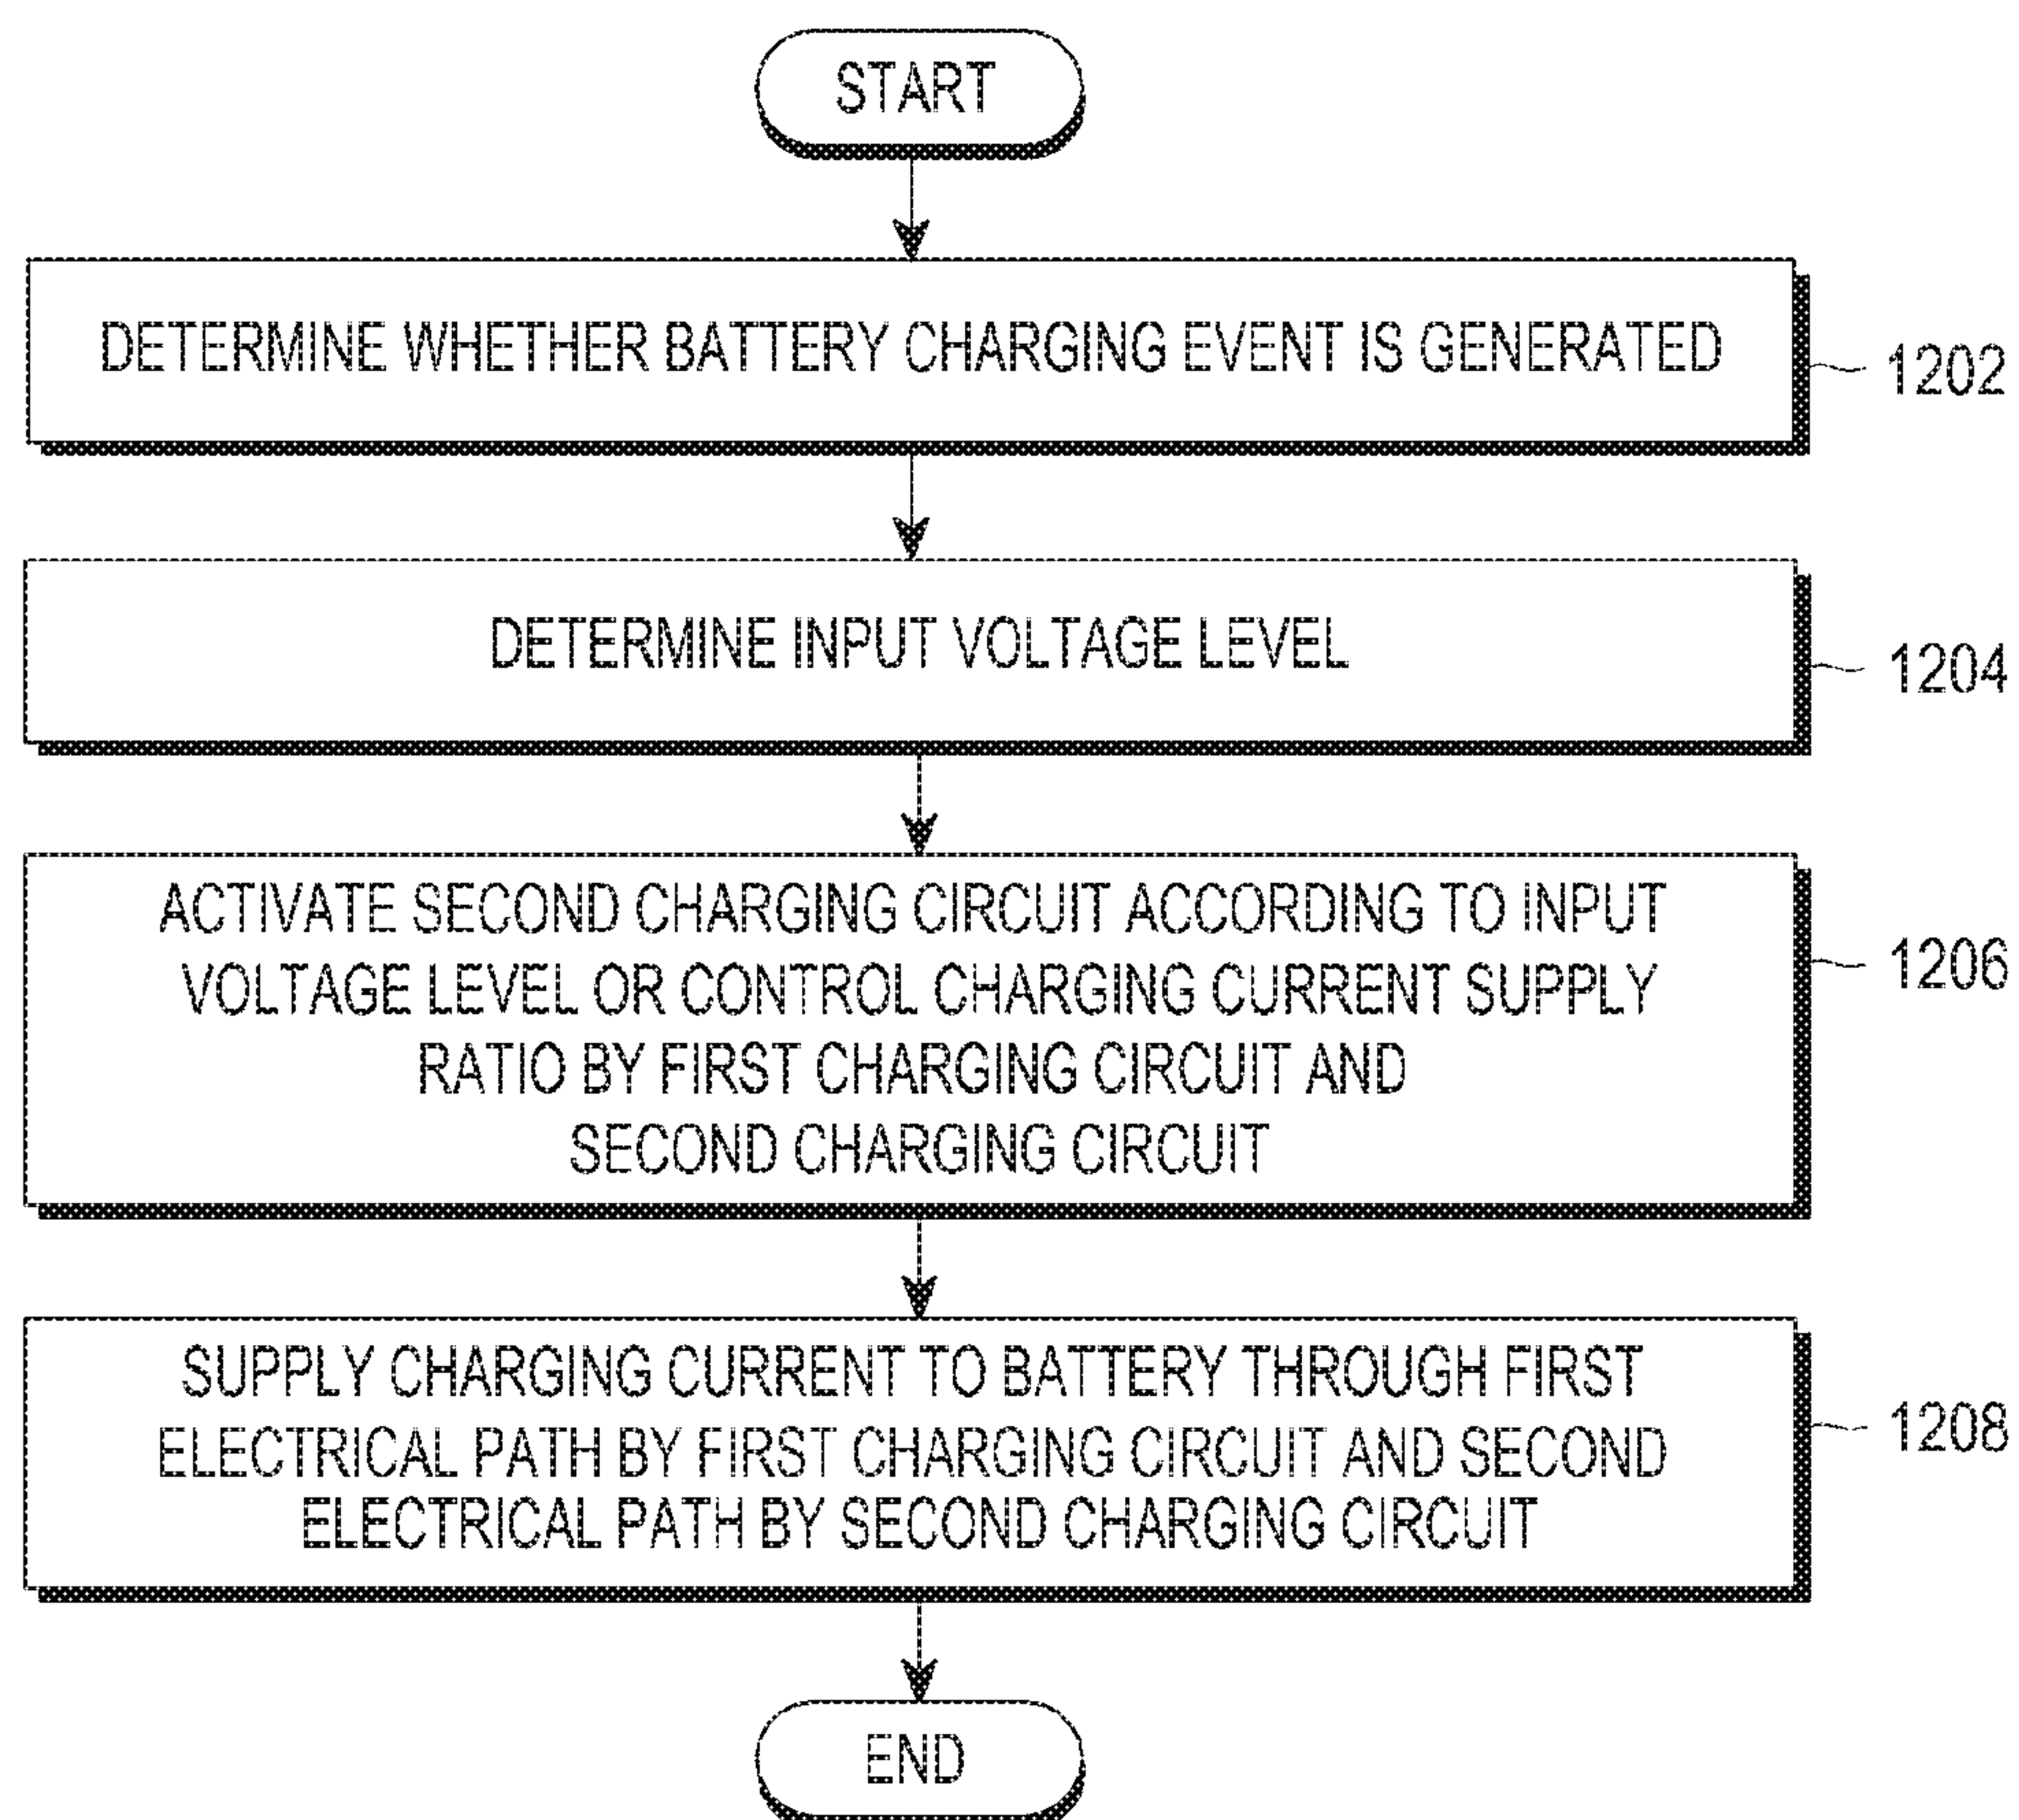 START
DETERMINE WHETHER BATTERY CHARGING EVENT IS GENERATED
1202
DETERMINE INPUT VOLTAGE LEVEL
1204
ACTIVATE SECOND CHARGING CIRCUIT ACCORDING TO INPUT
VOLTAGE LEVEL OR CONTROL CHARGING CURRENT SUPPLY
RATIO BY FIRST CHARGING CIRCUIT AND
SECOND CHARGING CIRCUIT
1206
SUPPLY CHARGING CURRENT TO BATTERY THROUGH FIRST
ELECTRICAL PATH BY FIRST CHARGING CIRCUIT AND SECOND
ELECTRICAL PATH BY SECOND CHARGING CIRCUIT
1208
END